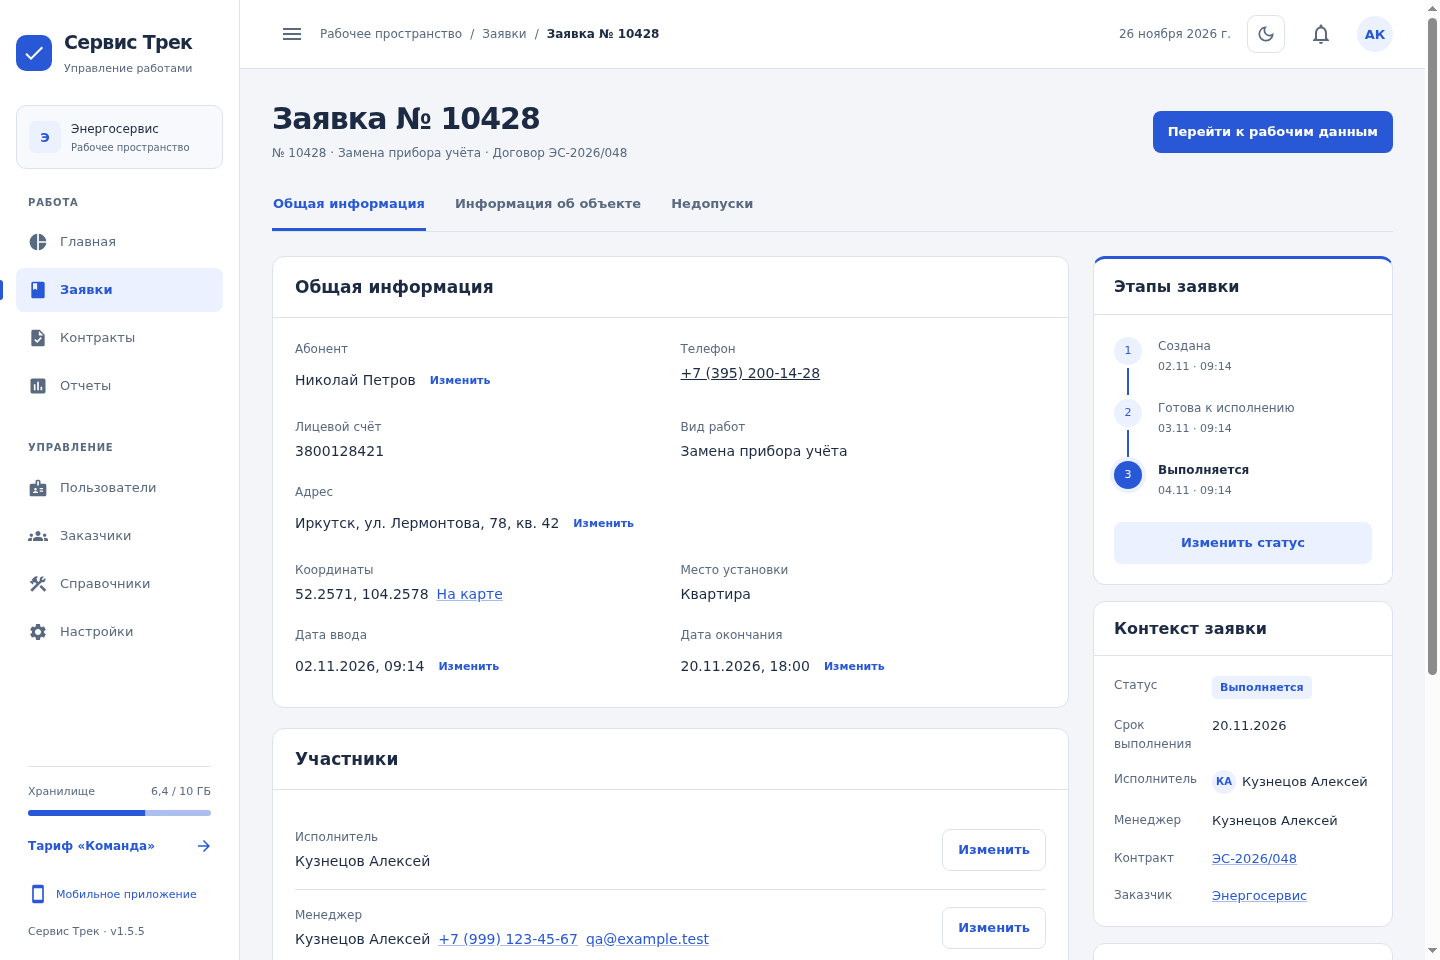 Сервис Трек
Управление работами
Э
Энергосервис
Рабочее пространство
РАБОТА
Главная
Заявки
Контракты
Отчеты
УПРАВЛЕНИЕ
Пользователи
Заказчики
Справочники
Настройки
Хранилище 6,4 / 10 ГБ
Тариф «Команда»
Мобильное приложение
Сервис Трек · v1.5.5
Рабочее пространство / Заявки / Заявка № 10428
26 ноября 2026 г.
АК
Заявка № 10428
№ 10428 · Замена прибора учёта · Договор ЭС-2026/048
Перейти к рабочим данным
Общая информация Информация об объекте Недопуски
Общая информация
Абонент
Николай Петров Изменить
Телефон
+7 (395) 200-14-28
Лицевой счёт
3800128421
Вид работ
Замена прибора учёта
Адрес
Иркутск, ул. Лермонтова, 78, кв. 42 Изменить
Координаты
52.2571, 104.2578 На карте
Место установки
Квартира
Дата ввода
02.11.2026, 09:14 Изменить
Дата окончания
20.11.2026, 18:00 Изменить
Участники
Исполнитель
Кузнецов Алексей
Изменить
Менеджер
Кузнецов Алексей +7 (999) 123-45-67 qa@example.test
Изменить
Этапы заявки
1
Создана
02.11 · 09:14
2
Готова к исполнению
03.11 · 09:14
3
Выполняется
04.11 · 09:14
Изменить статус
Контекст заявки
Статус Выполняется
Срок выполнения 20.11.2026
Исполнитель КА Кузнецов Алексей
Менеджер Кузнецов Алексей
Контракт ЭС-2026/048
Заказчик Энергосервис